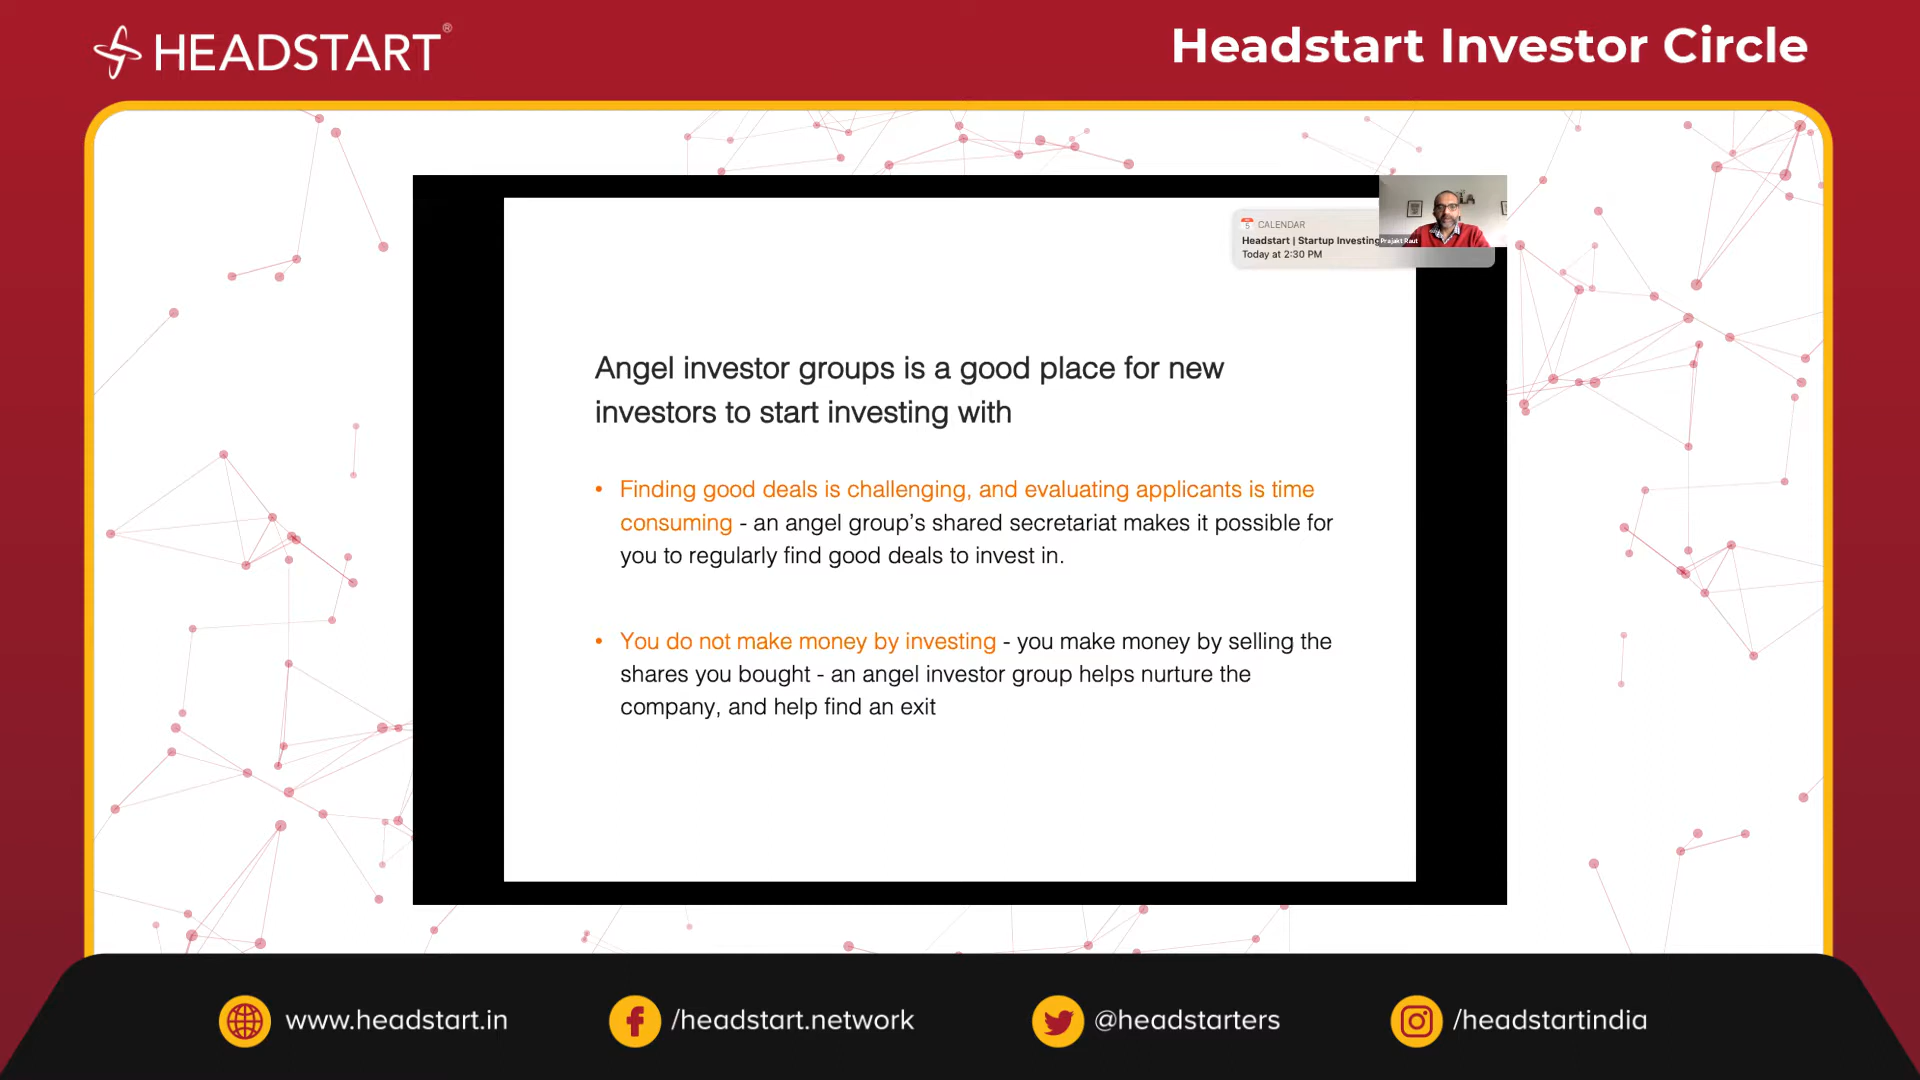 HEADSTART®
Headstart Investor Circle
CALENDAR
Headstart | Startup Investing
Today at 2:30 PM
Prajakt Raut
Angel investor groups is a good place for new
investors to start investing with
• Finding good deals is challenging, and evaluating applicants is time
consuming - an angel group’s shared secretariat makes it possible for
you to regularly find good deals to invest in.
• You do not make money by investing - you make money by selling the
shares you bought - an angel investor group helps nurture the
company, and help find an exit
www.headstart.in
/headstart.network
@headstarters
/headstartindia